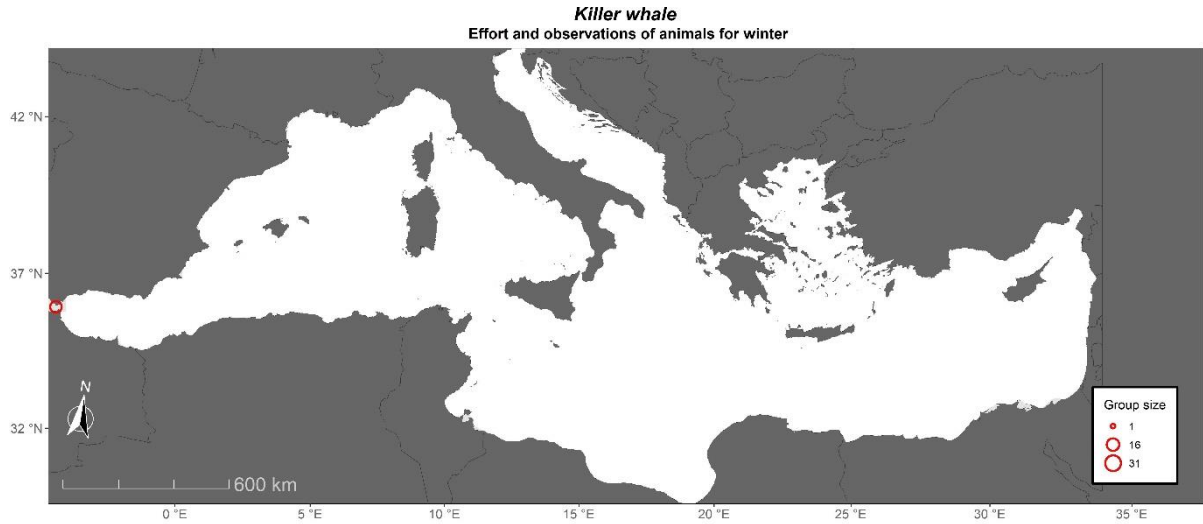 Killer whale
Effort and observations of animals for winter
42 °N
37 °N
32 °N
N
600 km
Group size
1
16
31
0 °E
5 °E
10 °E
15 °E
20 °E
25 °E
30 °E
35 °E